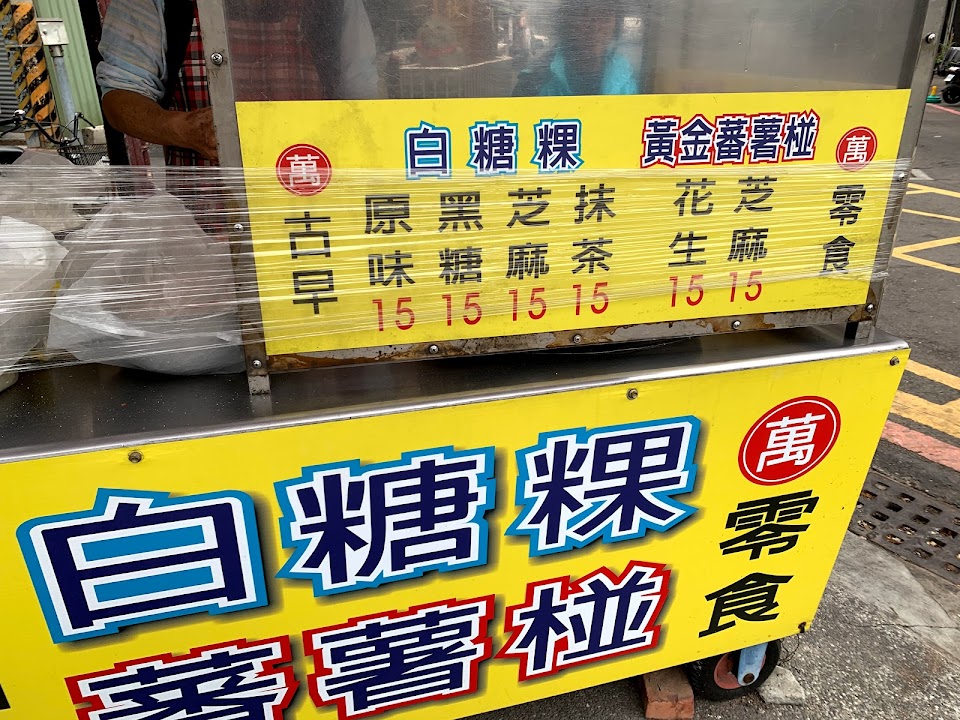 萬 白糖粿 黃金蕃薯椪 萬
古早 原味 黑糖 芝麻 抹茶 花生 芝麻 零食
15 15 15 15 15 15
白糖粿 萬
蕃薯椪 零食